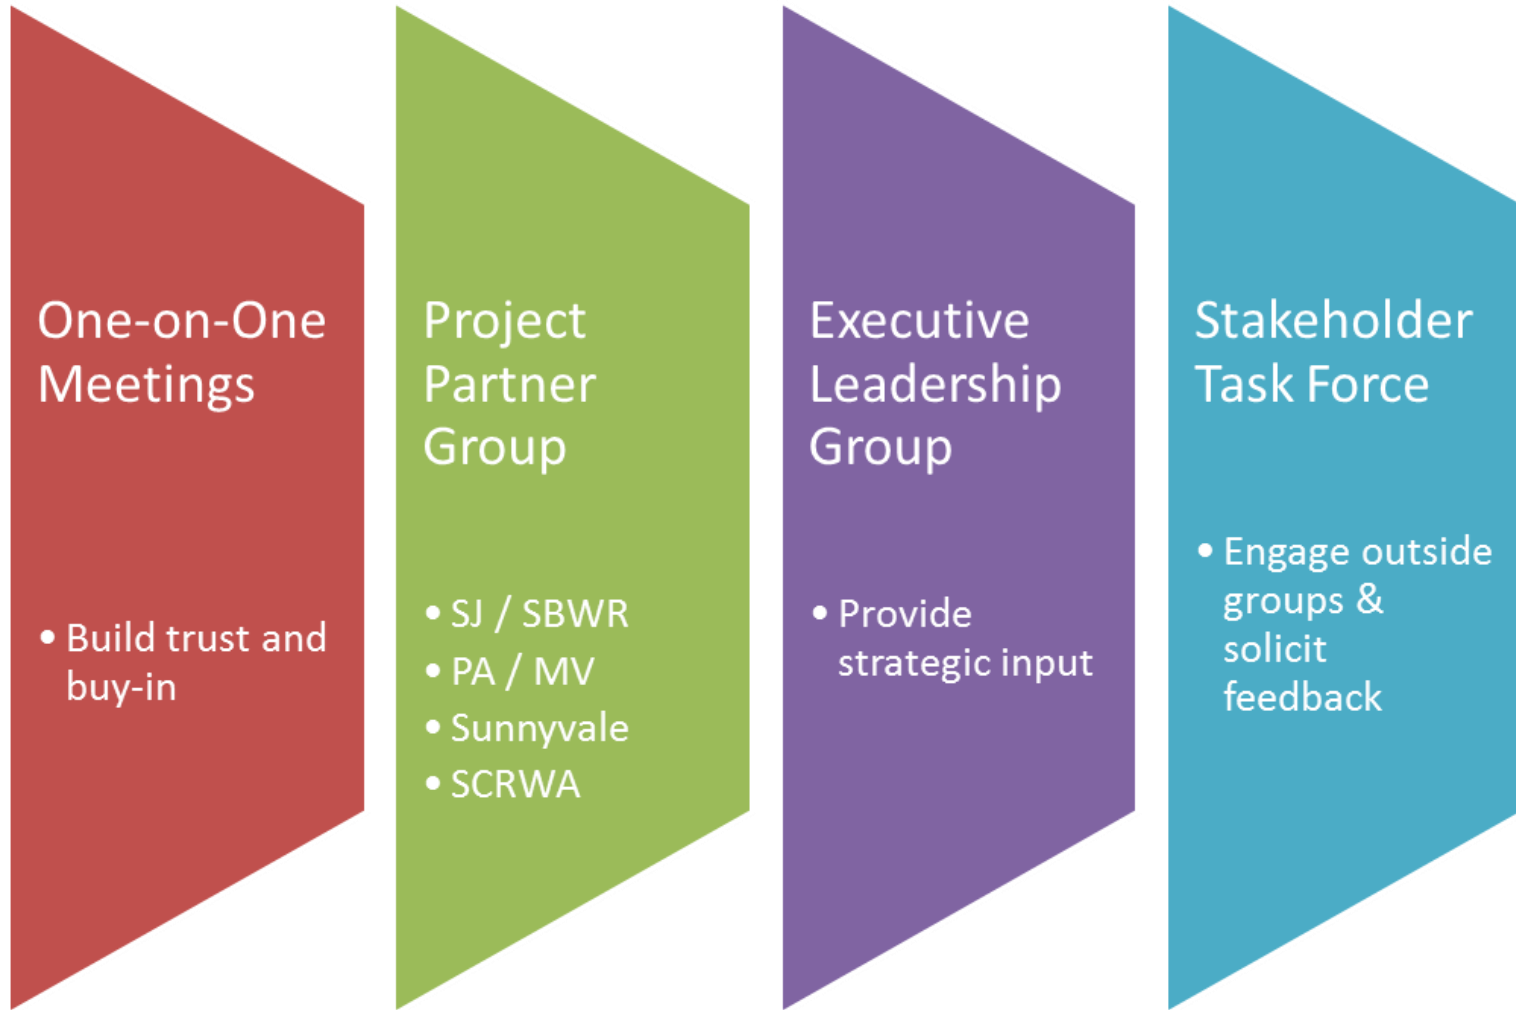 One-on-One
Meetings
• Build trust and
buy-in
Project
Partner
Group
• SJ / SBWR
• PA / MV
• Sunnyvale
• SCRWA
Executive
Leadership
Group
• Provide
strategic input
Stakeholder
Task Force
• Engage outside
groups &
solicit
feedback